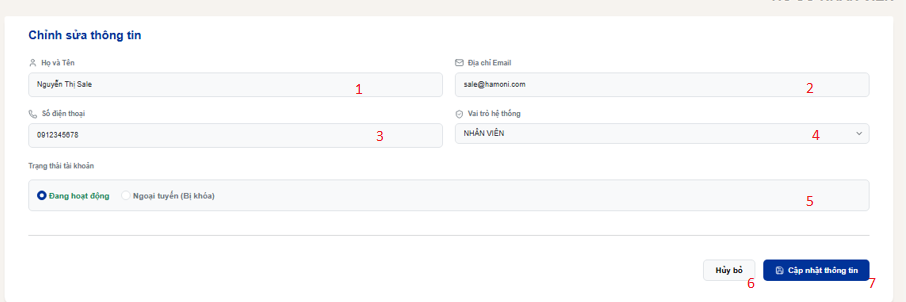 Chỉnh sửa thông tin
Họ và Tên
Địa chỉ Email
Nguyễn Thị Sale 1
sale@hamoni.com 2
Số điện thoại
Vai trò hệ thống
0912345678 3
NHÂN VIÊN 4
Trạng thái tài khoản
Đang hoạt động Ngoại tuyến (Bị khóa) 5
Hủy bỏ 6
Cập nhật thông tin 7